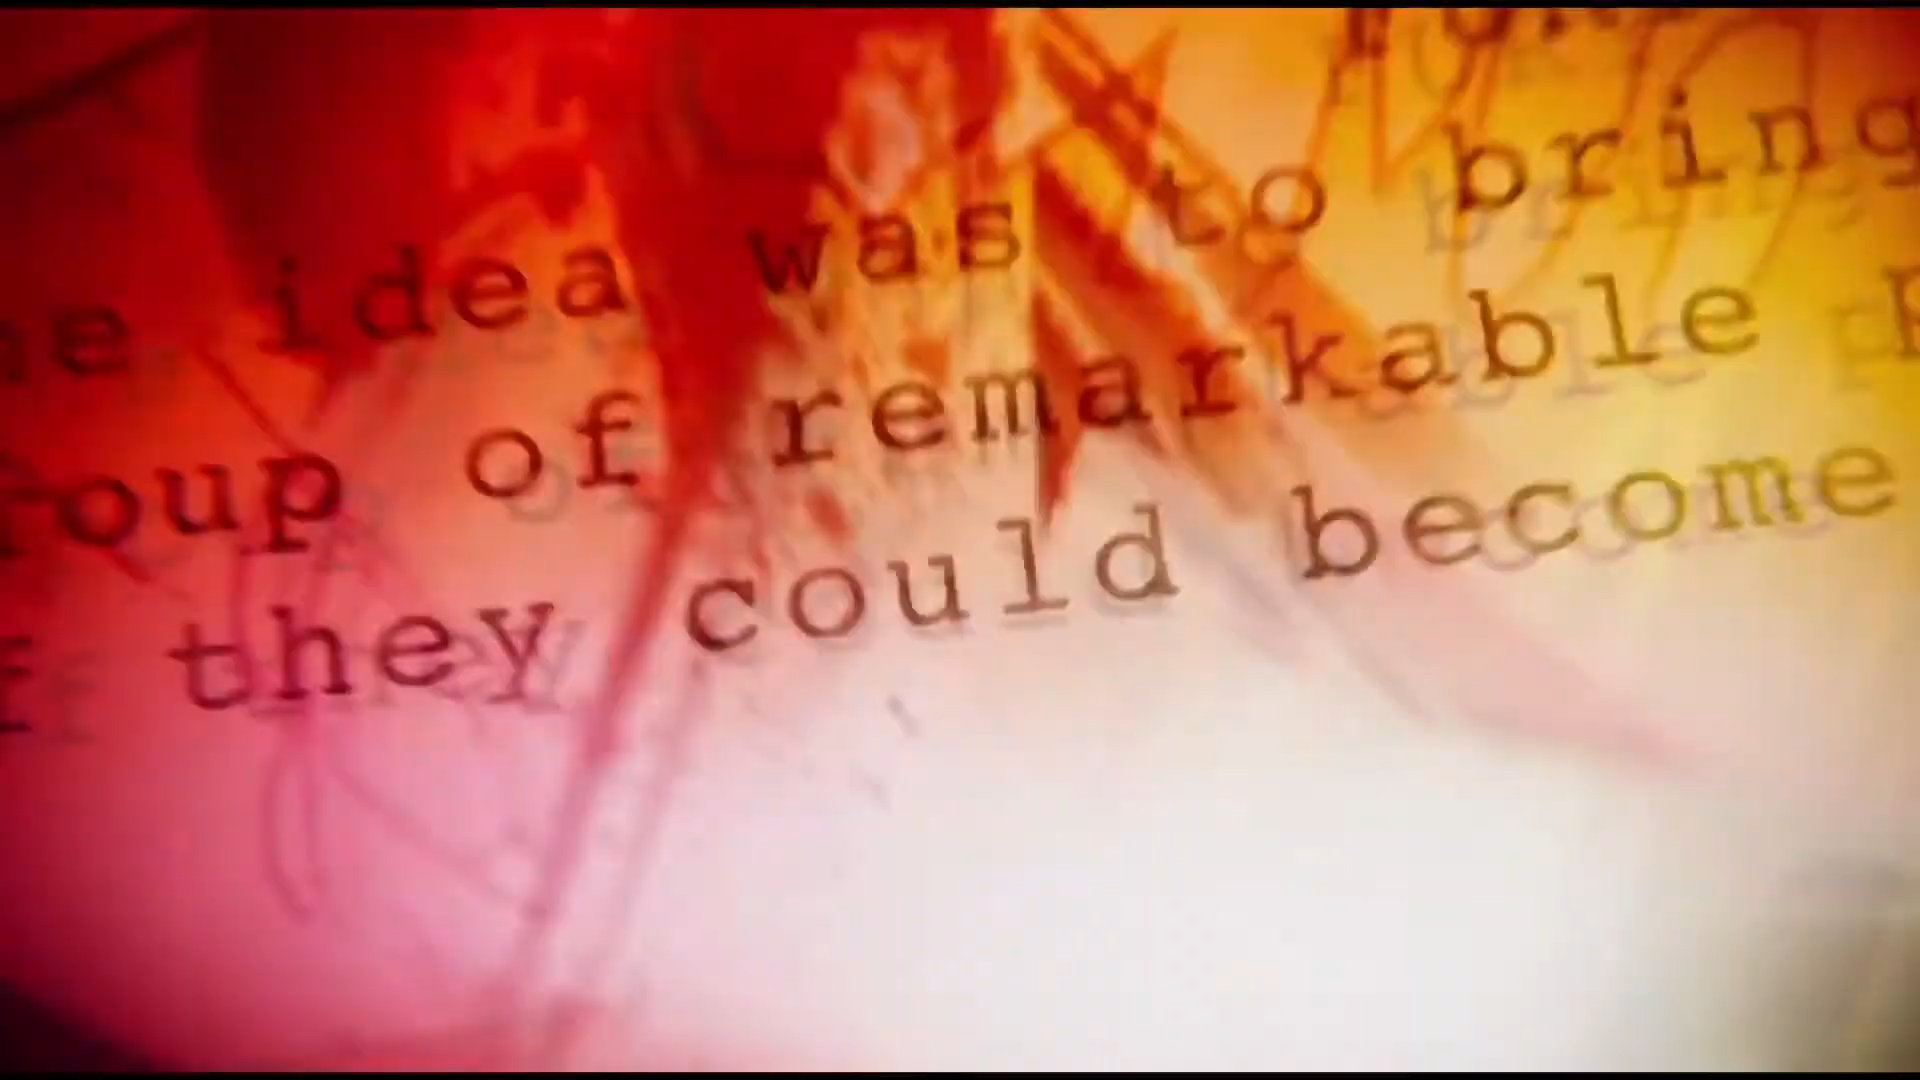 idea was to bring
of remarkable
they could become